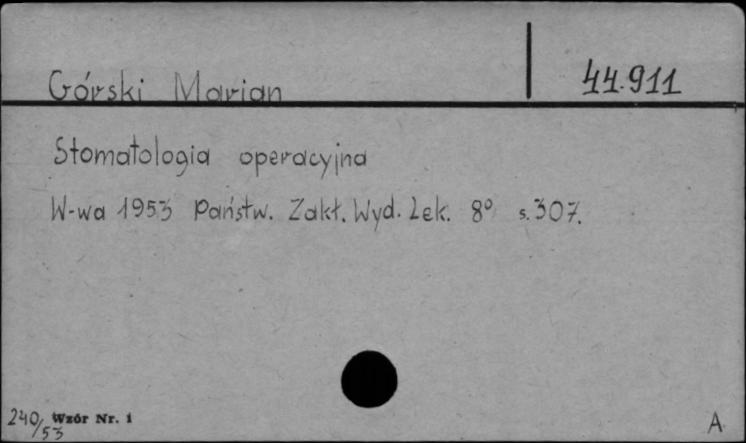 Górski Marian 44.911
Stomatologia operacyjna
W-wa 1953 Państw. Zakł. Wyd. Lek. 8° s. 307.
240/53 Wzór Nr. 1
A